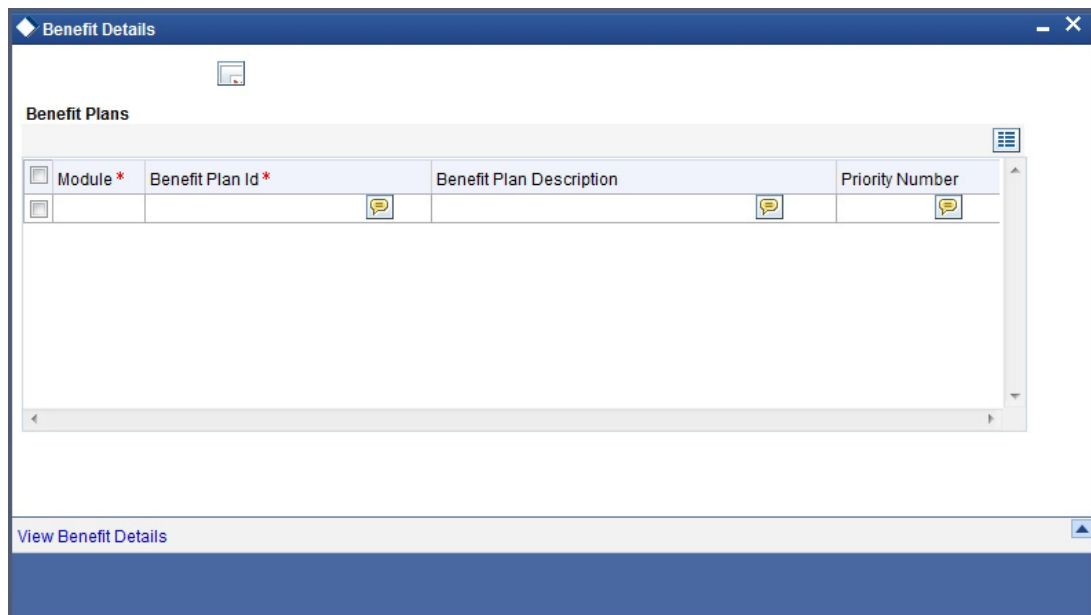 Benefit Details
Benefit Plans
Module * Benefit Plan Id * Benefit Plan Description Priority Number
View Benefit Details